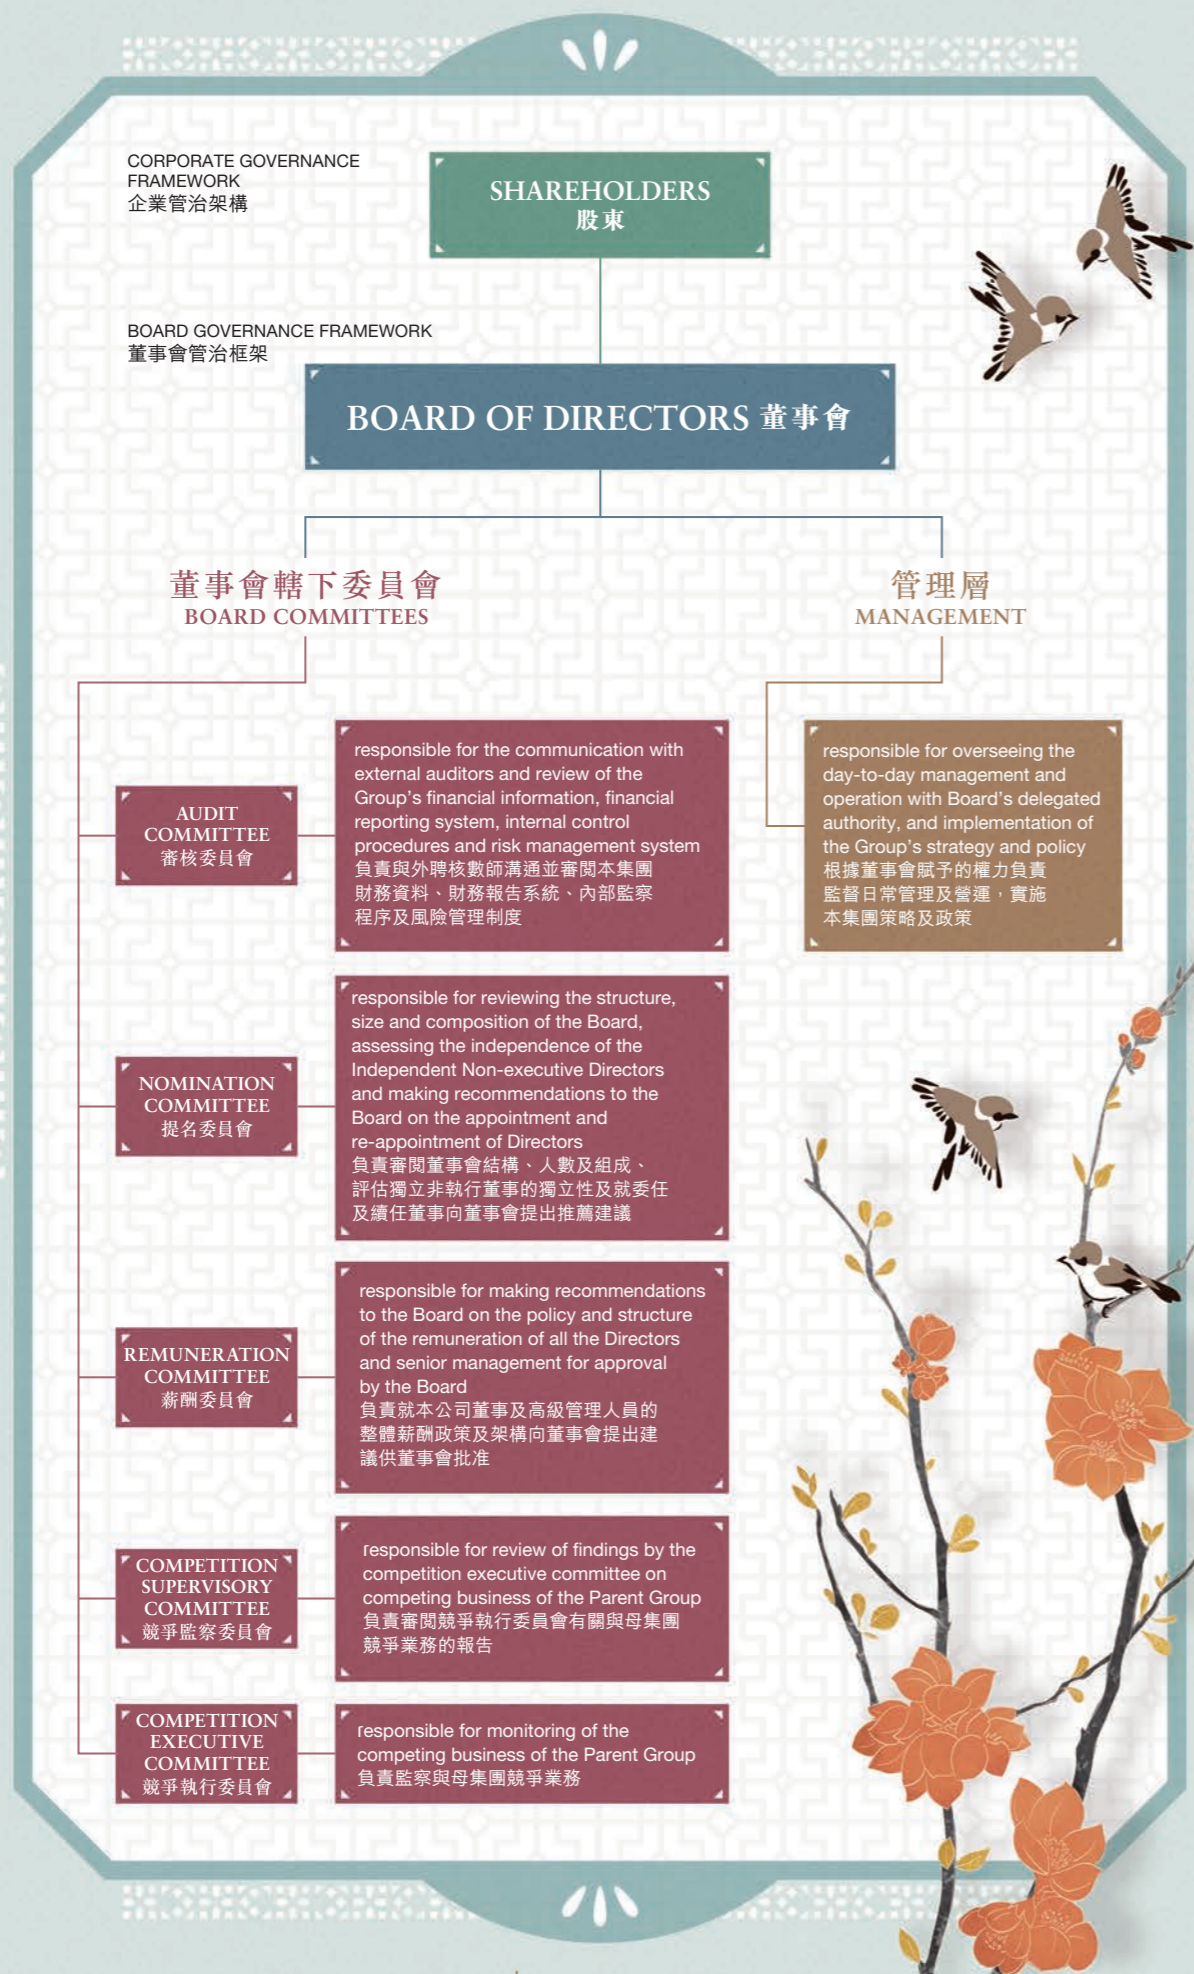 CORPORATE GOVERNANCE
FRAMEWORK
企業管治架構
SHAREHOLDERS
股東
BOARD GOVERNANCE FRAMEWORK
董事會管治框架
BOARD OF DIRECTORS 董事會
董事會轄下委員會
BOARD COMMITTEES
管理層
MANAGEMENT
AUDIT
COMMITTEE
審核委員會
responsible for the communication with
external auditors and review of the
Group's financial information, financial
reporting system, internal control
procedures and risk management system
負責與外聘核數師溝通並審閱本集團
財務資料、財務報告系統、內部監察
程序及風險管理制度
responsible for overseeing the
day-to-day management and
operation with Board's delegated
authority, and implementation of
the Group's strategy and policy
根據董事會賦予的權力負責
監督日常管理及營運，實施
本集團策略及政策
NOMINATION
COMMITTEE
提名委員會
responsible for reviewing the structure,
size and composition of the Board,
assessing the independence of the
Independent Non-executive Directors
and making recommendations to the
Board on the appointment and
re-appointment of Directors
負責審閱董事會結構、人數及組成、
評估獨立非執行董事的獨立性及就委任
及續任董事向董事會提出推薦建議
REMUNERATION
COMMITTEE
薪酬委員會
responsible for making recommendations
to the Board on the policy and structure
of the remuneration of all the Directors
and senior management for approval
by the Board
負責就本公司董事及高級管理人員的
整體薪酬政策及架構向董事會提出建
議供董事會批准
COMPETITION
SUPERVISORY
COMMITTEE
競爭監察委員會
responsible for review of findings by the
competition executive committee on
competing business of the Parent Group
負責審閱競爭執行委員會有關與母集團
競爭業務的報告
COMPETITION
EXECUTIVE
COMMITTEE
競爭執行委員會
responsible for monitoring of the
competing business of the Parent Group
負責監察與母集團競爭業務